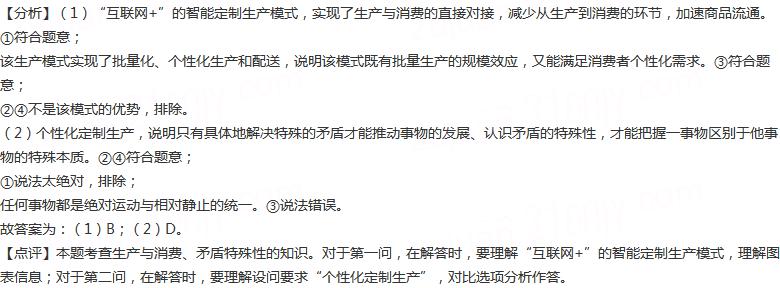 【分析】（1）“互联网+”的智能定制生产模式，实现了生产与消费的直接对接，减少从生产到消费的环节，加速商品流通。
①符合题意；
该生产模式实现了批量化、个性化生产和配送，说明该模式既有批量生产的规模效应，又能满足消费者个性化需求。③符合题
意；
②④不是该模式的优势，排除。
（2）个性化定制生产，说明只有具体地解决特殊的矛盾才能推动事物的发展、认识矛盾的特殊性，才能把握一事物区别于他事
物的特殊本质。②④符合题意；
①说法太绝对，排除；
任何事物都是绝对运动与相对静止的统一。③说法错误。
故答案为：（1）B；（2）D。
【点评】本题考查生产与消费、矛盾特殊性的知识。对于第一问，在解答时，要理解“互联网+”的智能定制生产模式，理解图
表信息；对于第二问，在解答时，要理解设问要求“个性化定制生产”，对比选项分析作答。